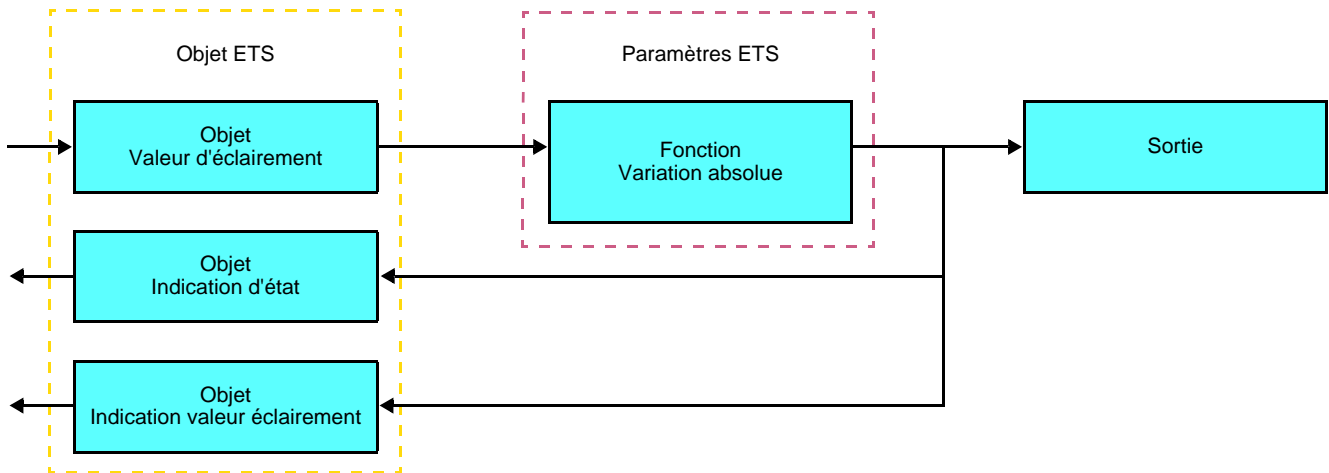 Objet ETS
Paramètres ETS
Objet
Valeur d'éclairement
Fonction
Variation absolue
Sortie
Objet
Indication d'état
Objet
Indication valeur éclairement